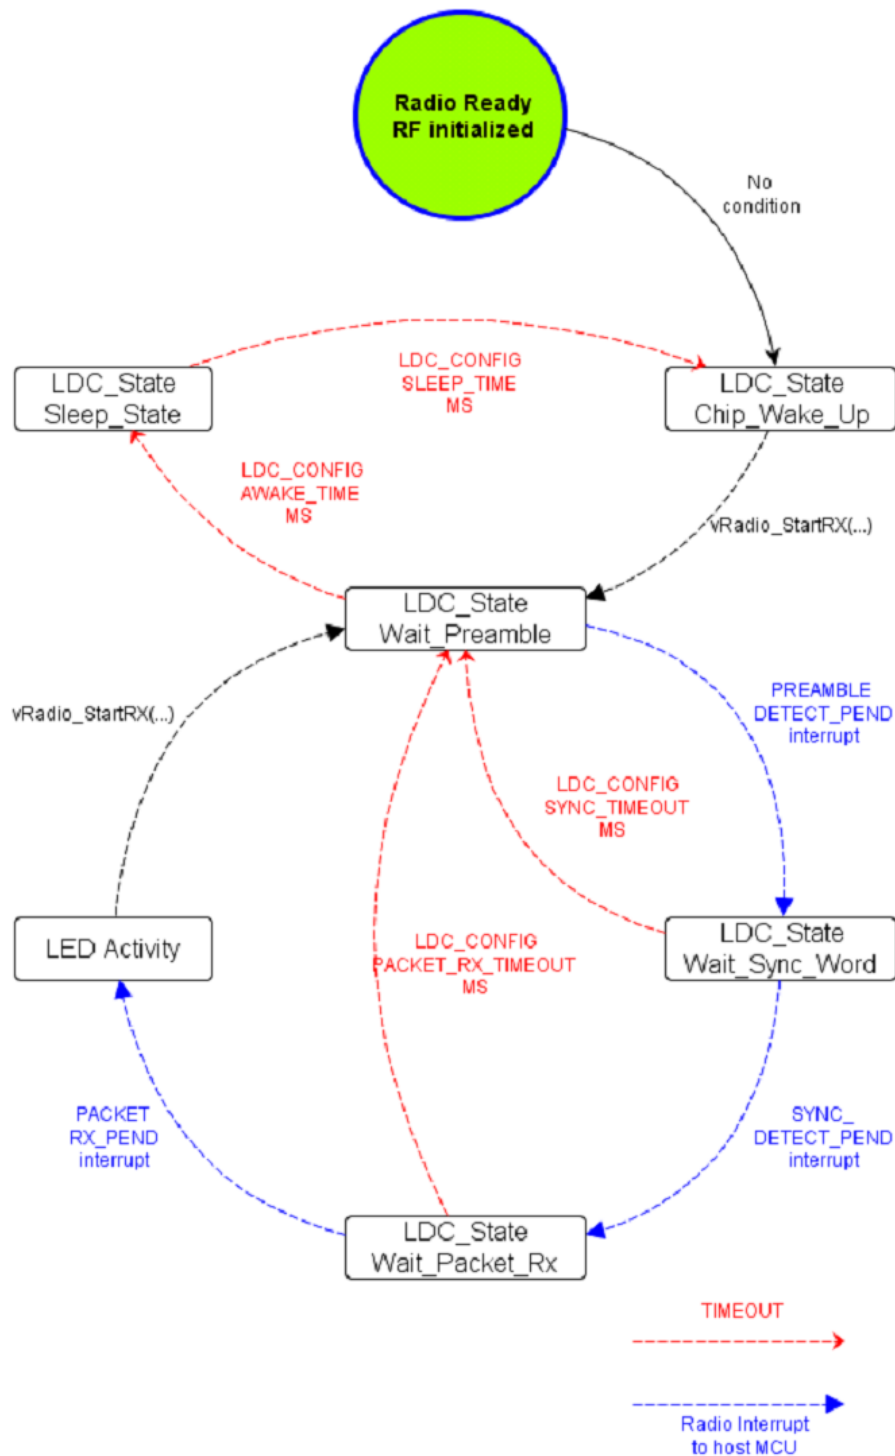 Radio Ready
RF initialized
No
condition
LDC_State
Sleep_State
LDC_CONFIG
SLEEP_TIME
MS
LDC_State
Chip_Wake_Up
LDC_CONFIG
AWAKE_TIME
MS
vRadio_StartRX(...)
LDC_State
Wait_Preamble
vRadio_StartRX(...)
PREAMBLE
DETECT_PEND
interrupt
LDC_CONFIG
SYNC_TIMEOUT
MS
LED Activity
LDC_CONFIG
PACKET_RX_TIMEOUT
MS
LDC_State
Wait_Sync_Word
PACKET
RX_PEND
interrupt
SYNC_
DETECT_PEND
interrupt
LDC_State
Wait_Packet_Rx
TIMEOUT
Radio Interrupt
to host MCU